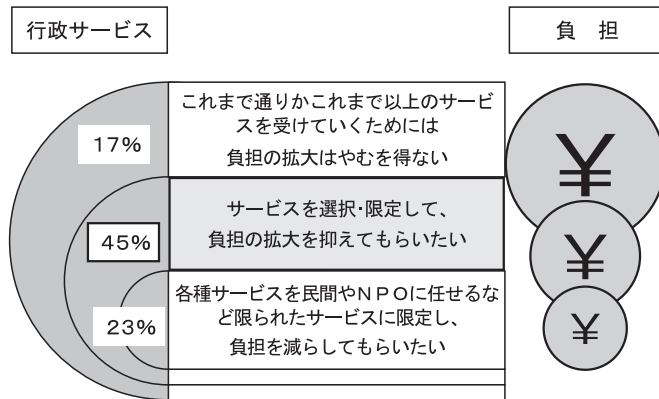 行政サービス
負 担
17%
これまで通りかこれまで以上のサービ
スを受けていくためには
負担の拡大はやむを得ない
¥
45%
サービスを選択・限定して、
負担の拡大を抑えてもらいたい
¥
23%
各種サービスを民間やNPOに任せるな
ど限られたサービスに限定し、
負担を減らしてもらいたい
¥